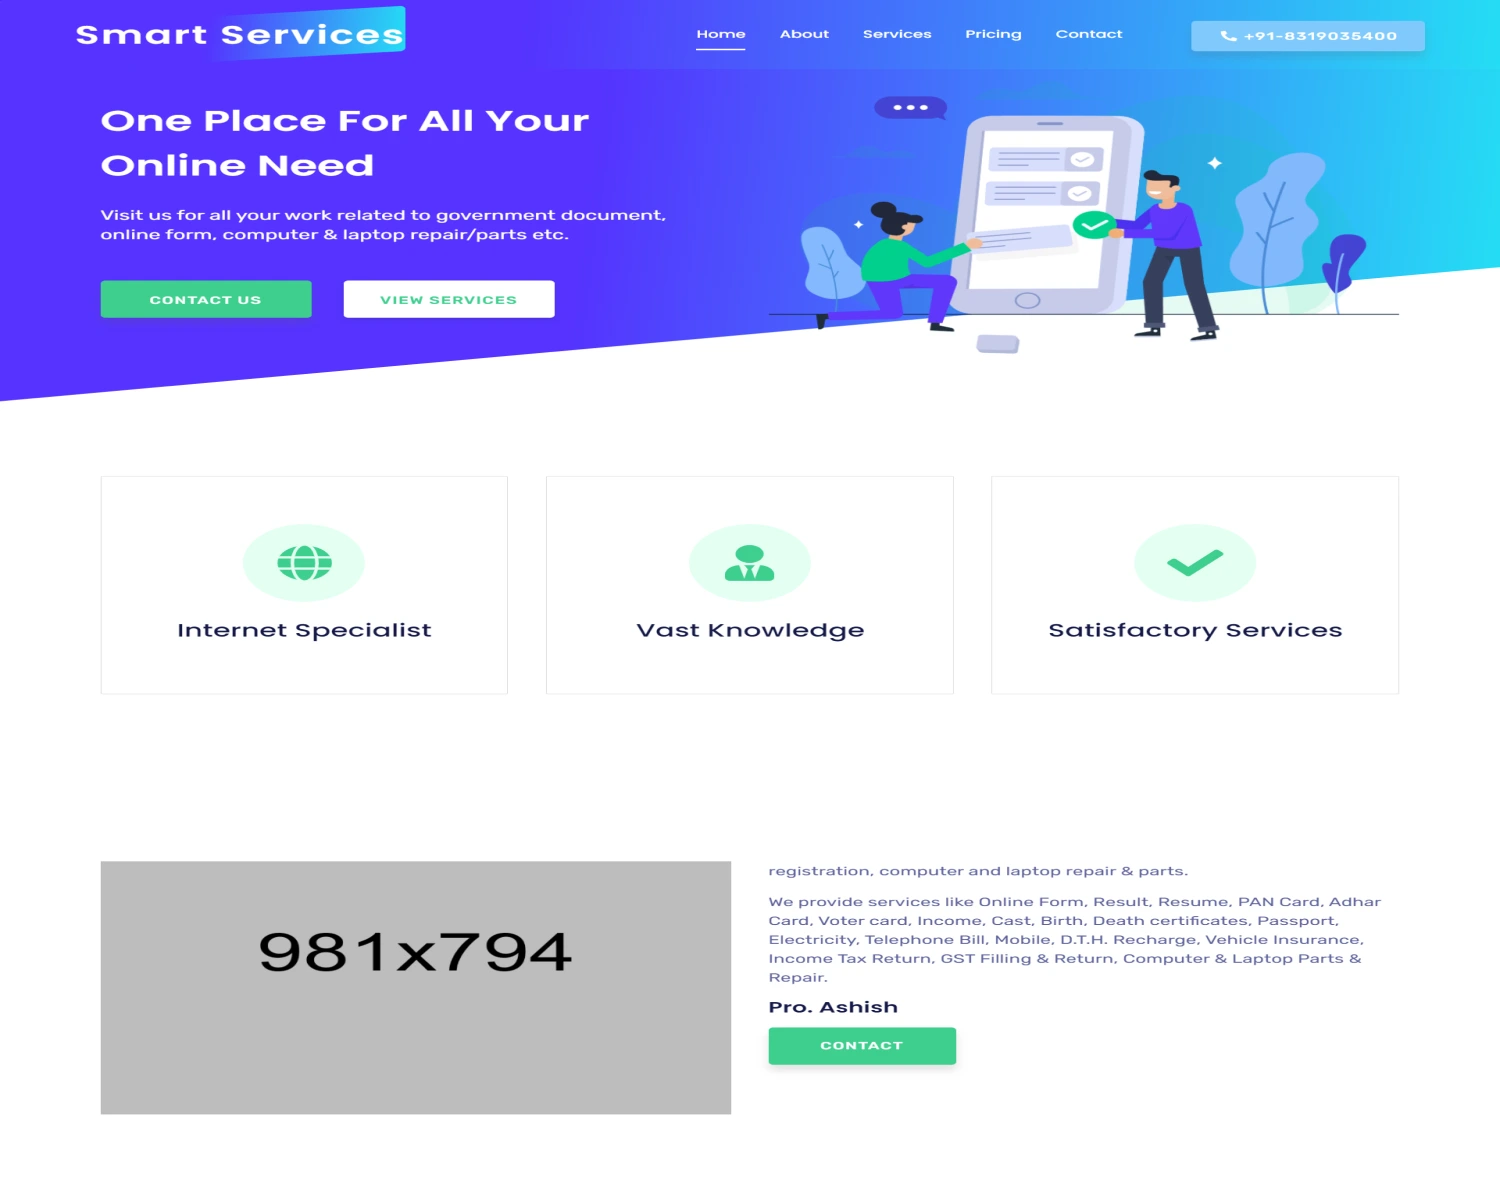 Smart Services
Home About Services Pricing Contact
+91-8319035400
One Place For All Your
Online Need
Visit us for all your work related to government document,
online form, computer & laptop repair/parts etc.
CONTACT US
VIEW SERVICES
Internet Specialist
Vast Knowledge
Satisfactory Services
981x794
registration, computer and laptop repair & parts.
We provide services like Online Form, Result, Resume, PAN Card, Adhar
Card, Voter card, Income, Cast, Birth, Death certificates, Passport,
Electricity, Telephone Bill, Mobile, D.T.H. Recharge, Vehicle Insurance,
Income Tax Return, GST Filling & Return, Computer & Laptop Parts &
Repair.
Pro. Ashish
CONTACT